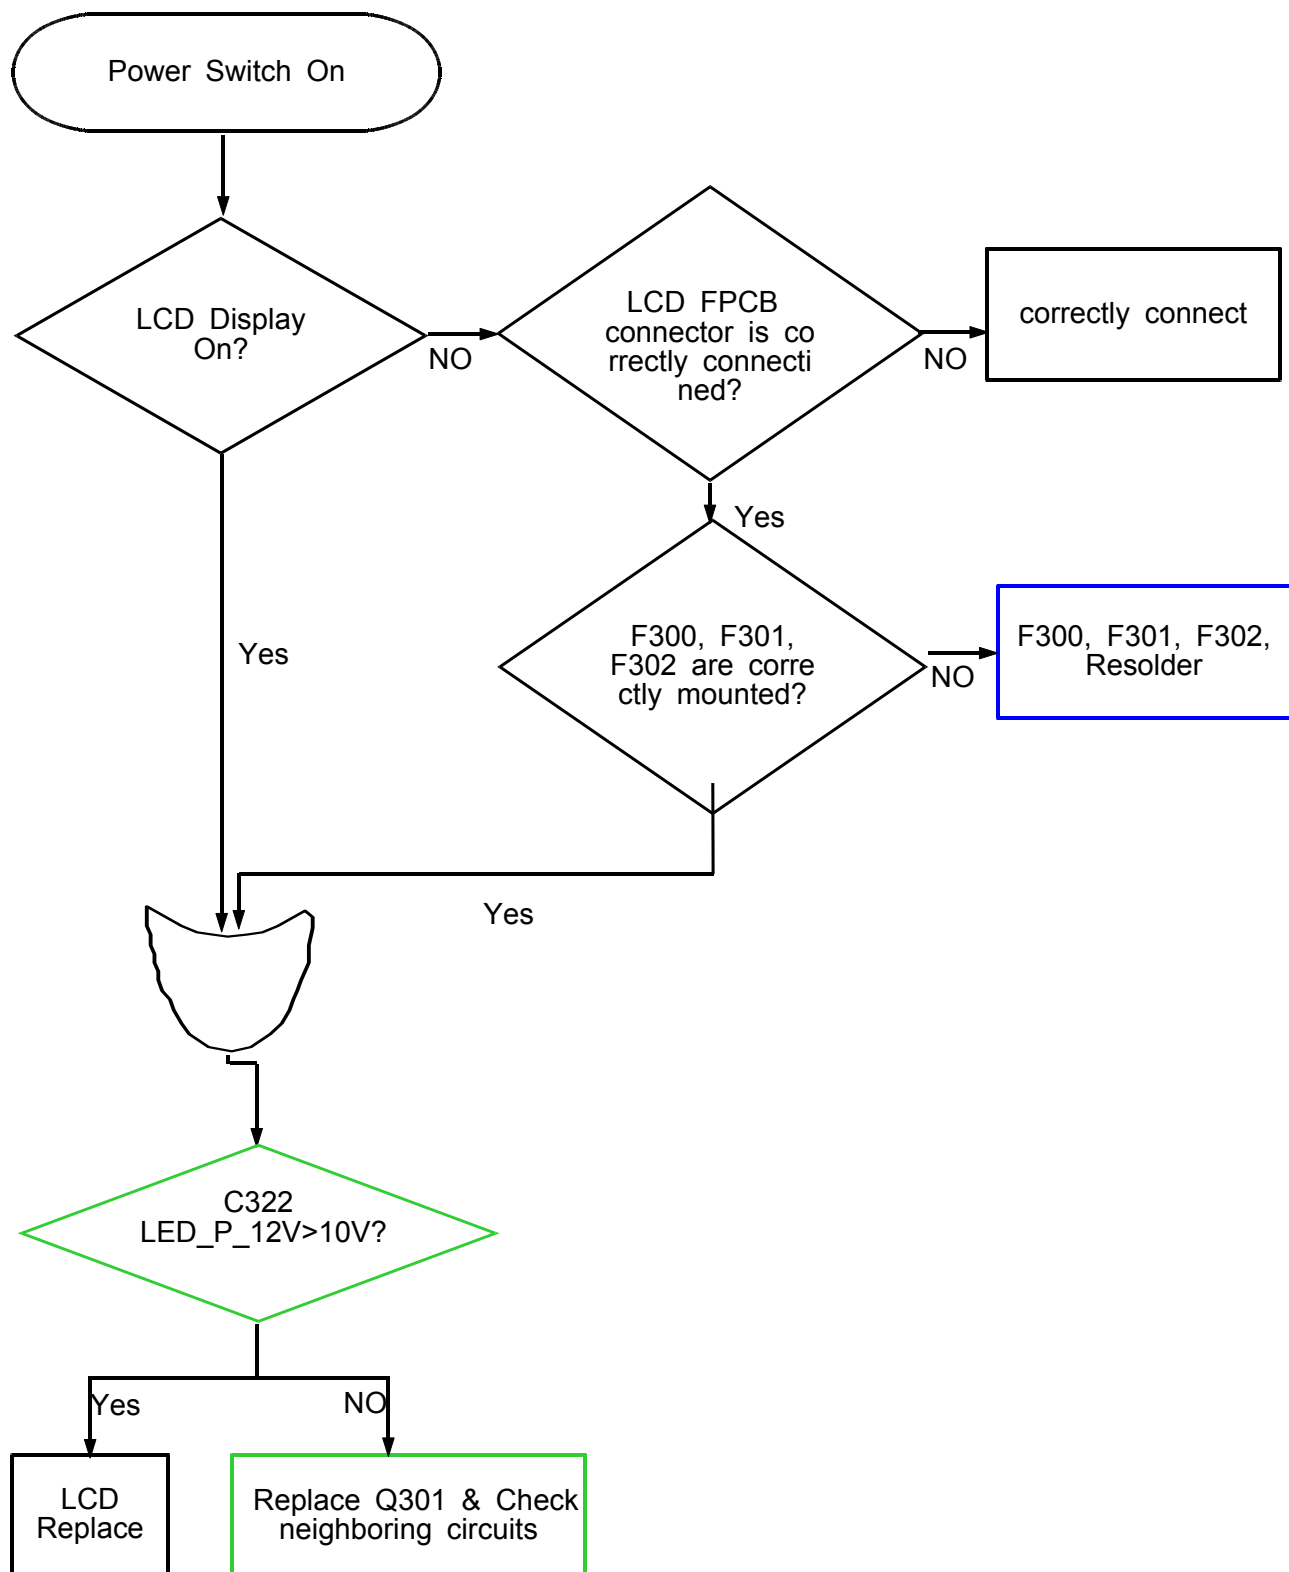 Power Switch On
LCD Display
On?
NO
LCD FPCB
connector is co
rrectly connecti
ned?
NO
correctly connect
Yes
Yes
F300, F301,
F302 are corre
ctly mounted?
NO
F300, F301, F302,
Resolder
Yes
C322
LED_P_12V>10V?
Yes
NO
LCD
Replace
Replace Q301 & Check
neighboring circuits